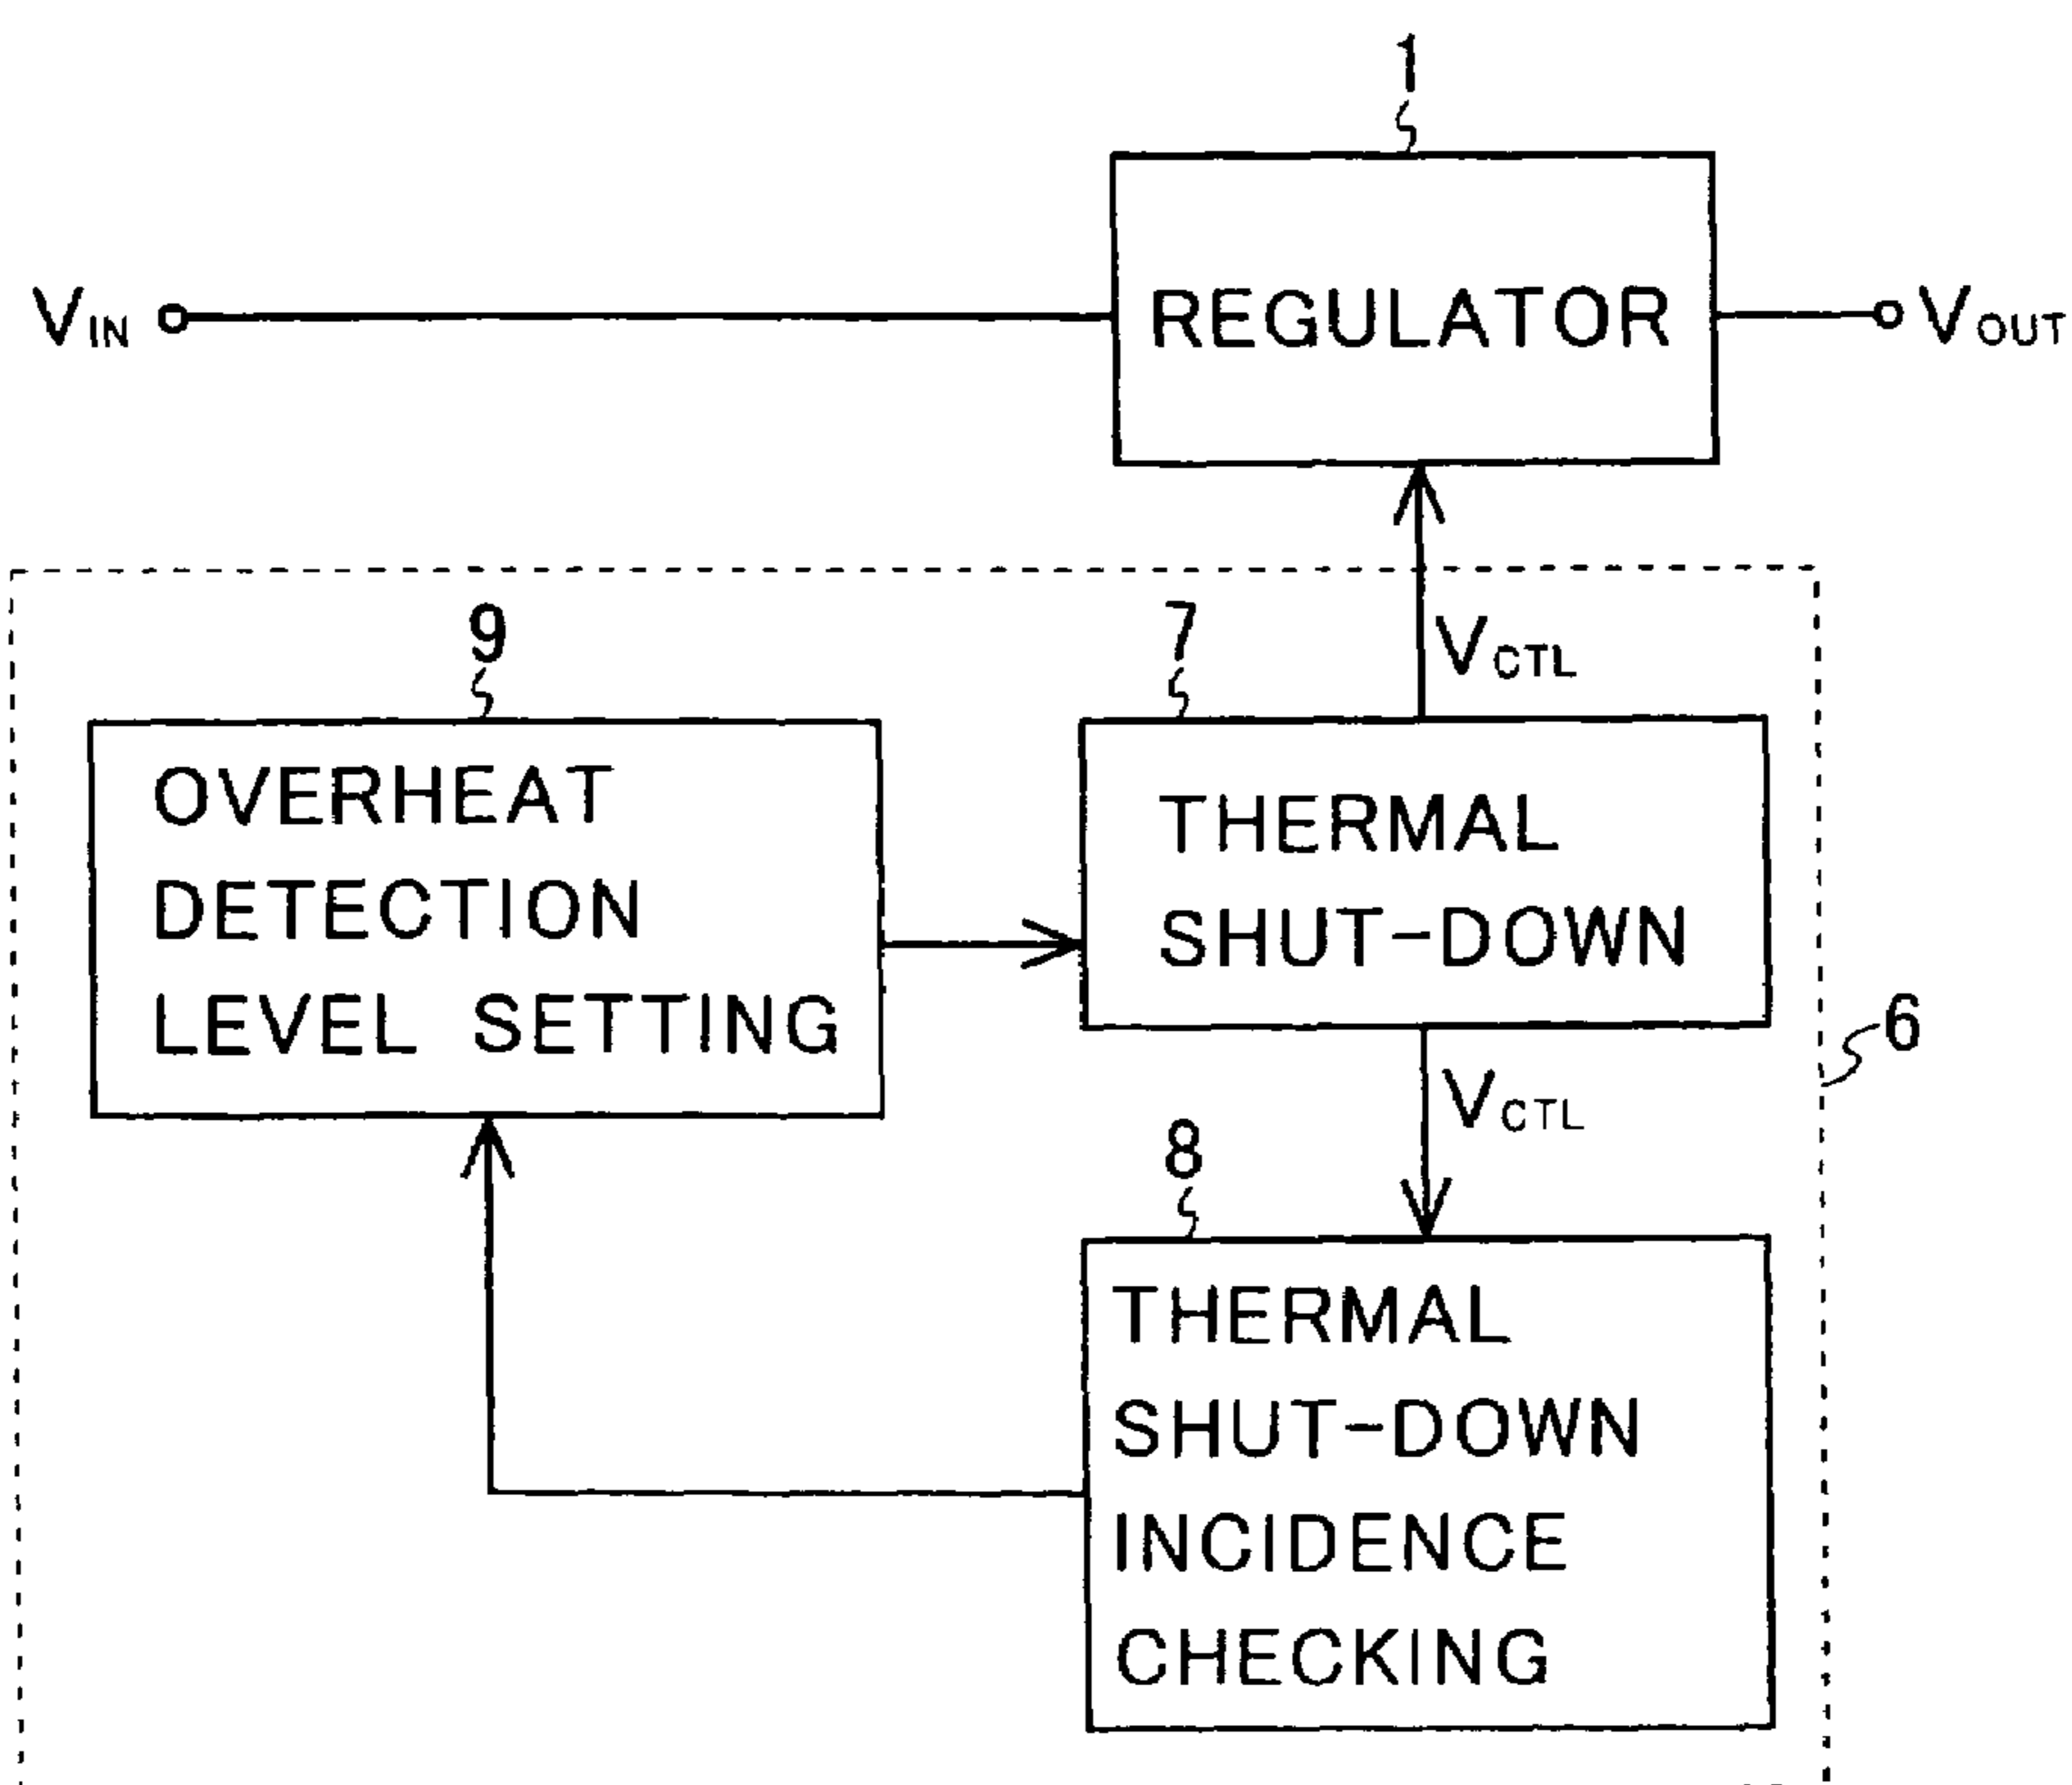 1
REGULATOR
VIN
VOUT
VCTL
9
7
OVERHEAT
DETECTION
LEVEL SETTING
THERMAL
SHUT-DOWN
6
VCTL
8
THERMAL
SHUT-DOWN
INCIDENCE
CHECKING